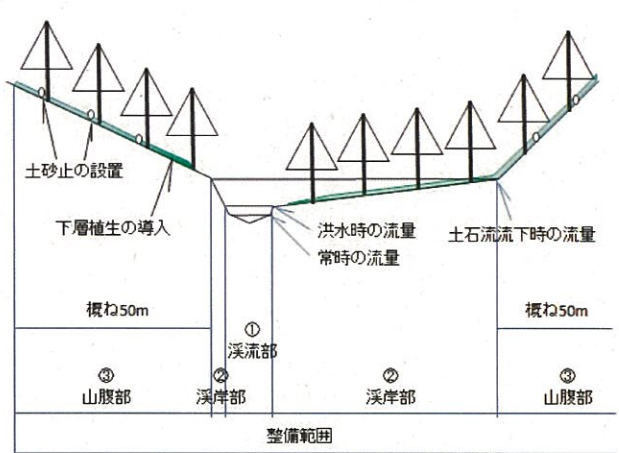 土砂止の設置
下層植生の導入
洪水時の流量
常時の流量
土石流流下時の流量
概ね50m
概ね50m
①
渓流部
③
山腹部
②
渓岸部
②
渓岸部
③
山腹部
整備範囲